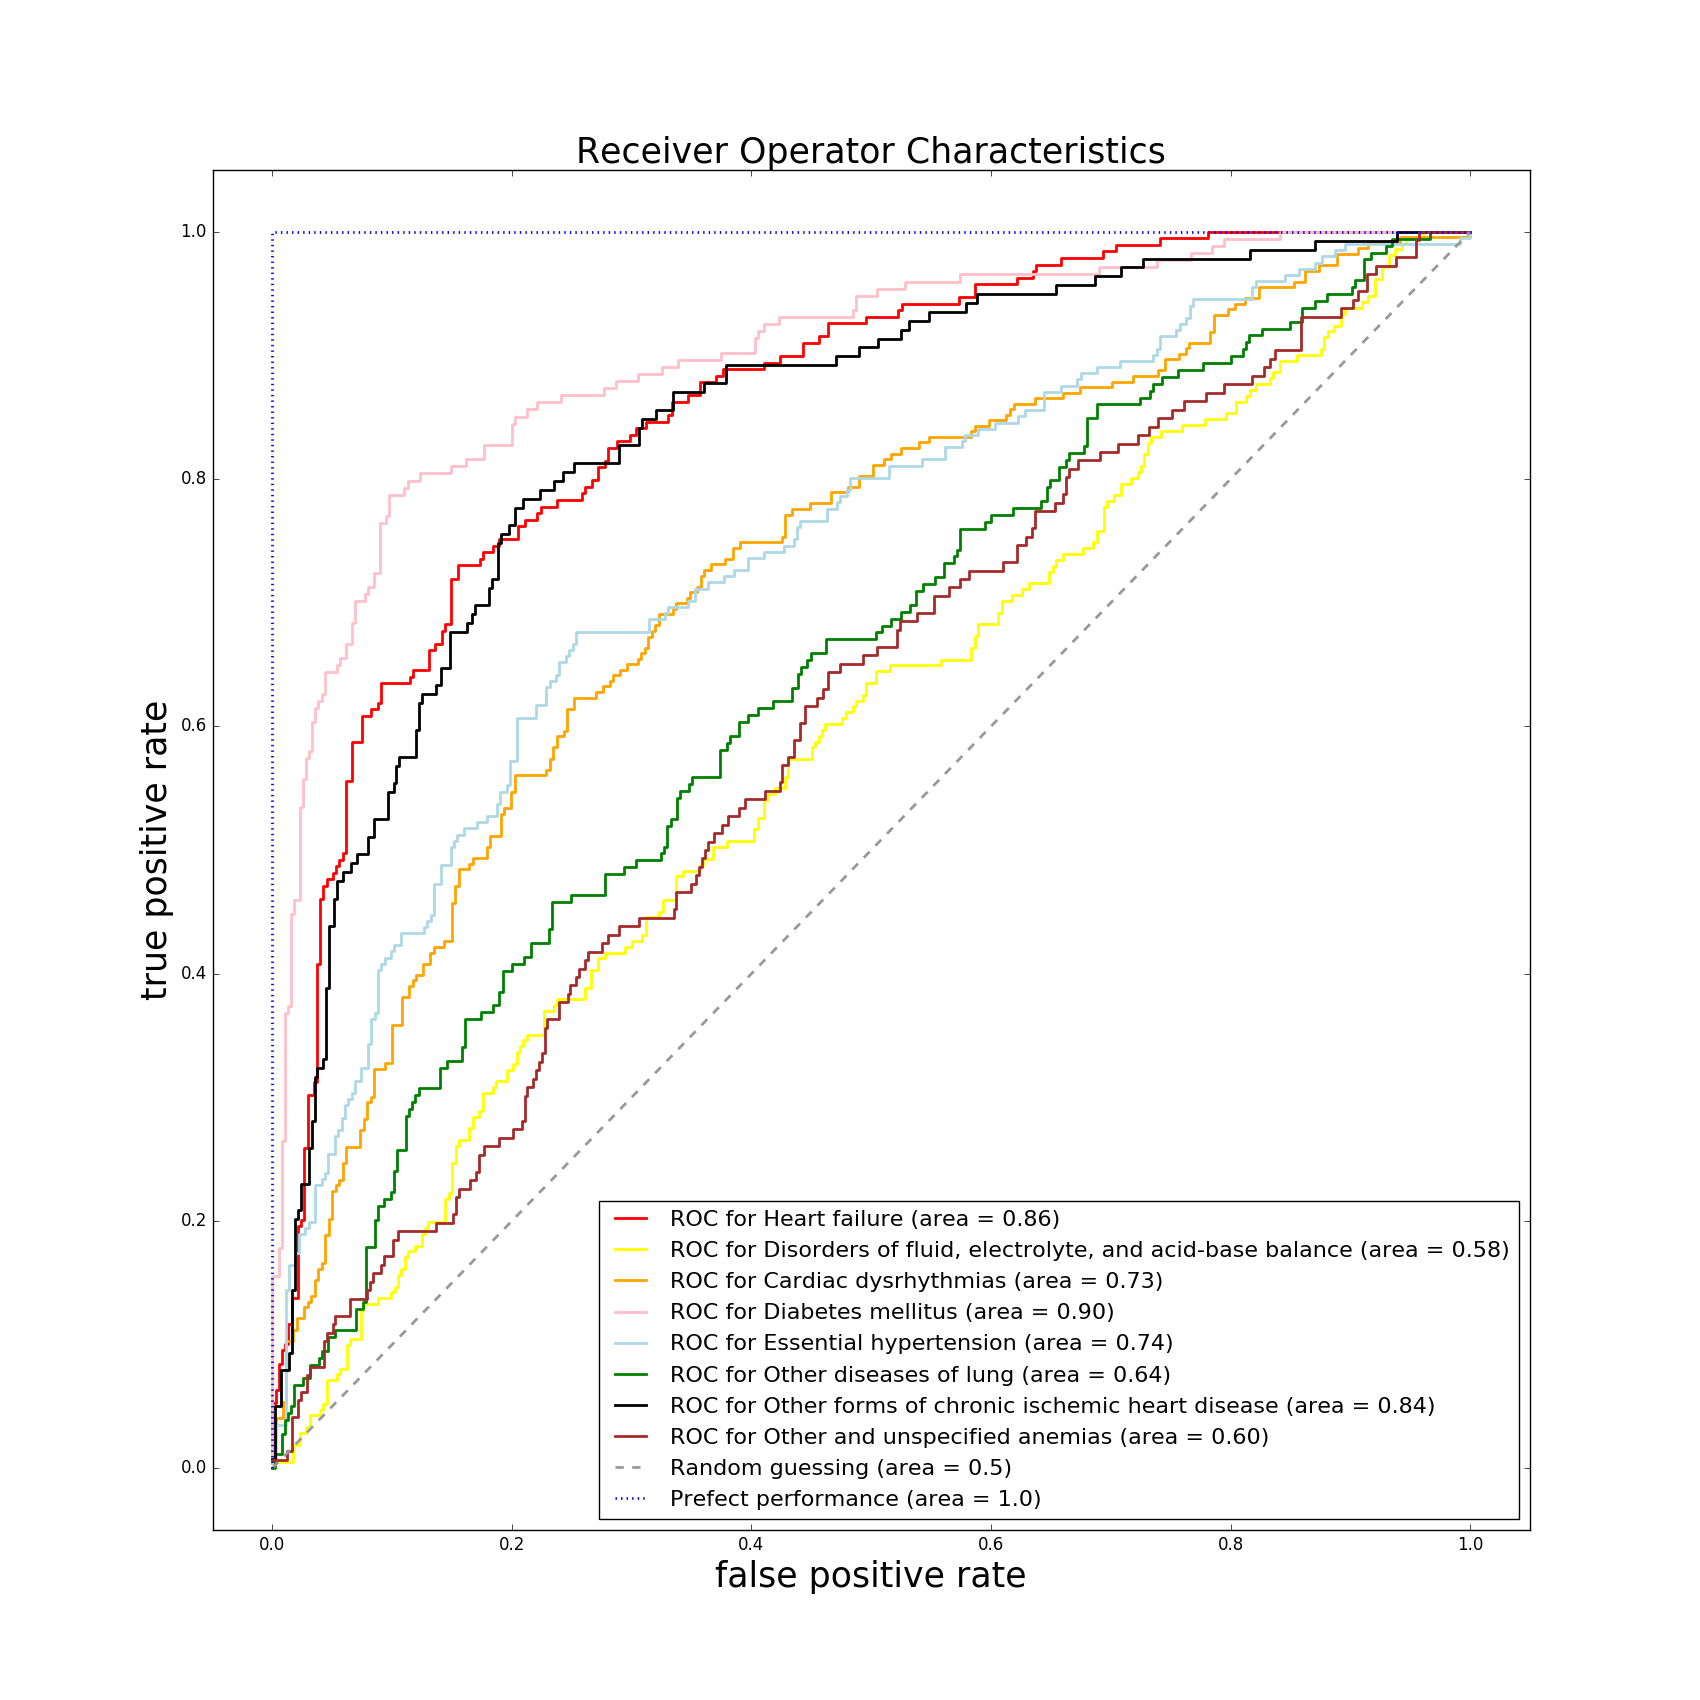 Receiver Operator Characteristics
1.0
0.8
0.6
0.4
0.2
0.0
true positive rate
ROC for Heart failure (area = 0.86)
ROC for Disorders of fluid, electrolyte, and acid-base balance (area = 0.58)
ROC for Cardiac dysrhythmias (area = 0.73)
ROC for Diabetes mellitus (area = 0.90)
ROC for Essential hypertension (area = 0.74)
ROC for Other diseases of lung (area = 0.64)
ROC for Other forms of chronic ischemic heart disease (area = 0.84)
ROC for Other and unspecified anemias (area = 0.60)
Random guessing (area = 0.5)
Prefect performance (area = 1.0)
0.0 0.2 0.4 0.6 0.8 1.0
false positive rate